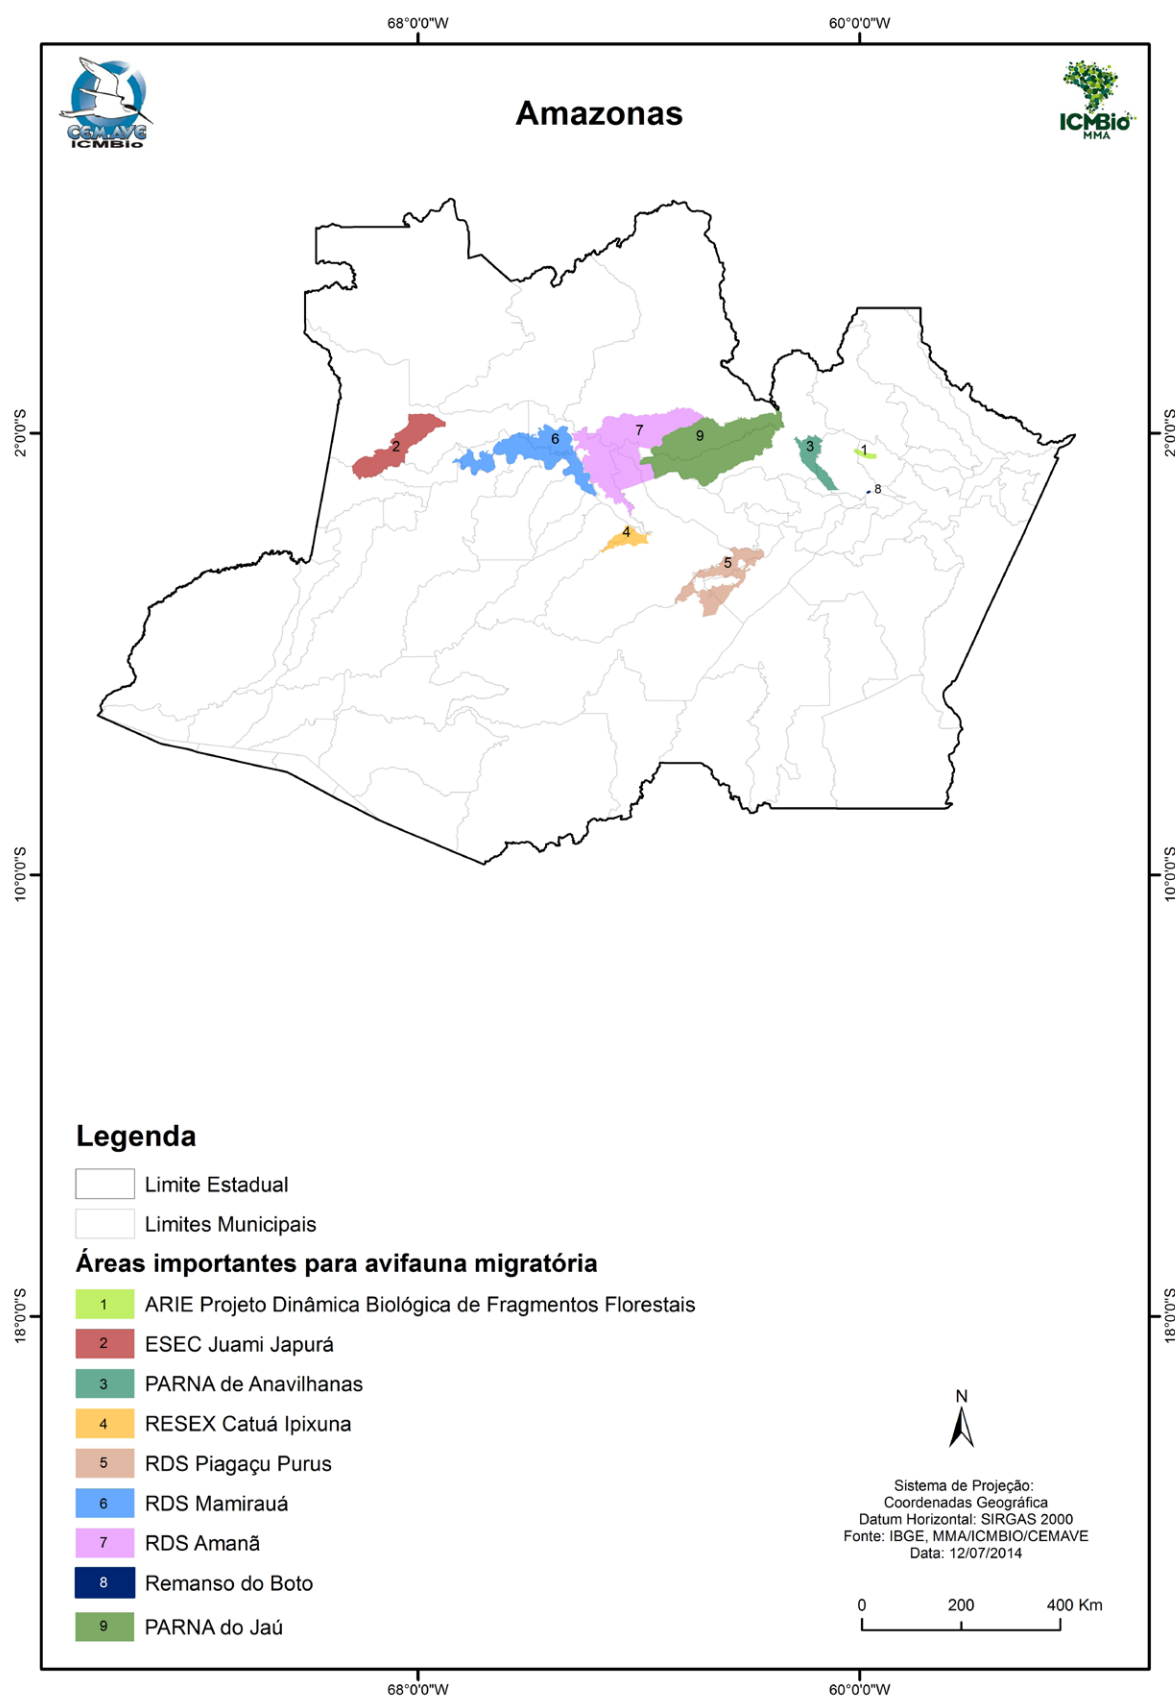 68°0'0"W
60°0'0"W
CEMAVE
ICMBio
Amazonas
ICMBio
MMA
2°0'0"S
2°0'0"S
7
9
6
2
3
1
8
4
5
10°0'0"S
10°0'0"S
Legenda
Limite Estadual
Limites Municipais
Áreas importantes para avifauna migratória
1 ARIE Projeto Dinâmica Biológica de Fragmentos Florestais
2 ESEC Juami Japurá
3 PARNA de Anavilhanas
4 RESEX Catuá Ipixuna
5 RDS Piagaçu Purus
6 RDS Mamirauá
7 RDS Amanã
8 Remanso do Boto
9 PARNA do Jaú
18°0'0"S
18°0'0"S
N
Sistema de Projeção:
Coordenadas Geográfica
Datum Horizontal: SIRGAS 2000
Fonte: IBGE, MMA/ICMBIO/CEMAVE
Data: 12/07/2014
0 200 400 Km
68°0'0"W
60°0'0"W